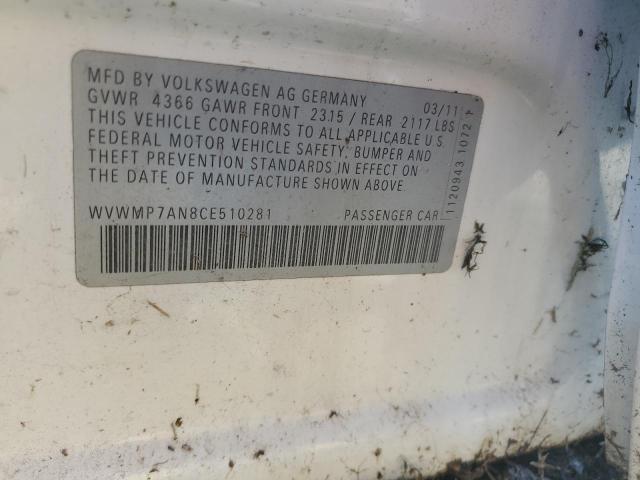 MFD BY VOLKSWAGEN AG GERMANY 03/11
GVWR 4366 GAWR FRONT 2315 / REAR 2117 LBS
THIS VEHICLE CONFORMS TO ALL APPLICABLE U S
FEDERAL MOTOR VEHICLE SAFETY, BUMPER AND
THEFT PREVENTION STANDARDS IN EFFECT ON
THE DATE OF MANUFACTURE SHOWN ABOVE
WVWMP7AN8CE510281 PASSENGER CAR
1120943 1072